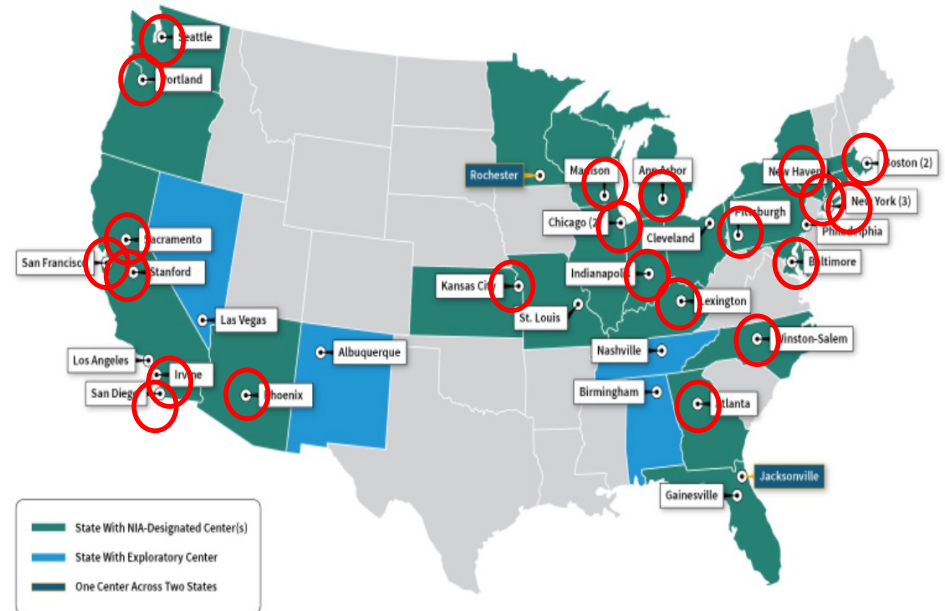 Seattle
Portland
Rochester
Madison
Ann Arbor
New Haven
Boston (2)
New York (3)
Pittsburgh
Chicago (2
Cleveland
Philadelphia
Sacramento
San Francisco
Stanford
Indianapolis
Baltimore
Kansas City
Lexington
St. Louis
Las Vegas
Winston-Salem
Nashville
Albuquerque
Los Angeles
Irvine
San Diego
Phoenix
Birmingham
Atlanta
Jacksonville
Gainesville
State With NIA-Designated Center(s)
State With Exploratory Center
One Center Across Two States